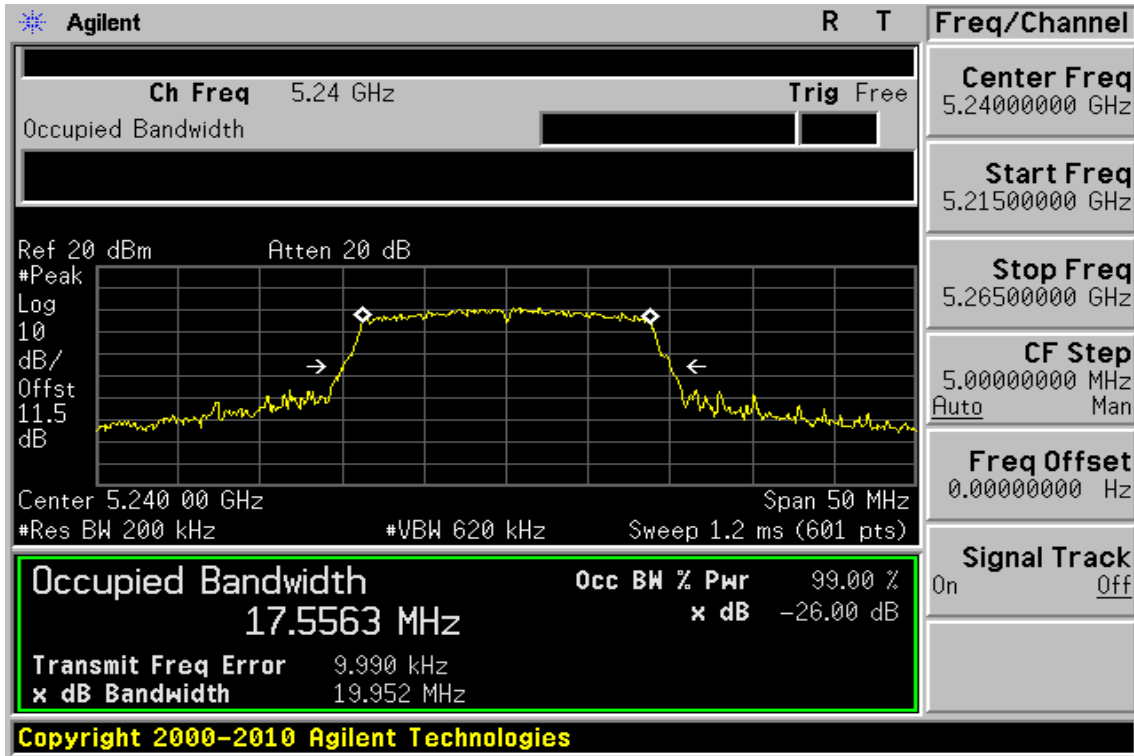 Agilent R T
Freq/Channel
Ch Freq 5.24 GHz Trig Free
Occupied Bandwidth
Ref 20 dBm Atten 20 dB
#Peak
Log
10
dB/
Offst
11.5
dB
Center 5.240 00 GHz Span 50 MHz
#Res BW 200 kHz #VBW 620 kHz Sweep 1.2 ms (601 pts)
Occupied Bandwidth
17.5563 MHz
Occ BW % Pwr 99.00 %
x dB -26.00 dB
Transmit Freq Error 9.990 kHz
x dB Bandwidth 19.952 MHz
Center Freq
5.24000000 GHz
Start Freq
5.21500000 GHz
Stop Freq
5.26500000 GHz
CF Step
5.00000000 MHz
Auto Man
Freq Offset
0.00000000 Hz
Signal Track
On Off
Copyright 2000-2010 Agilent Technologies